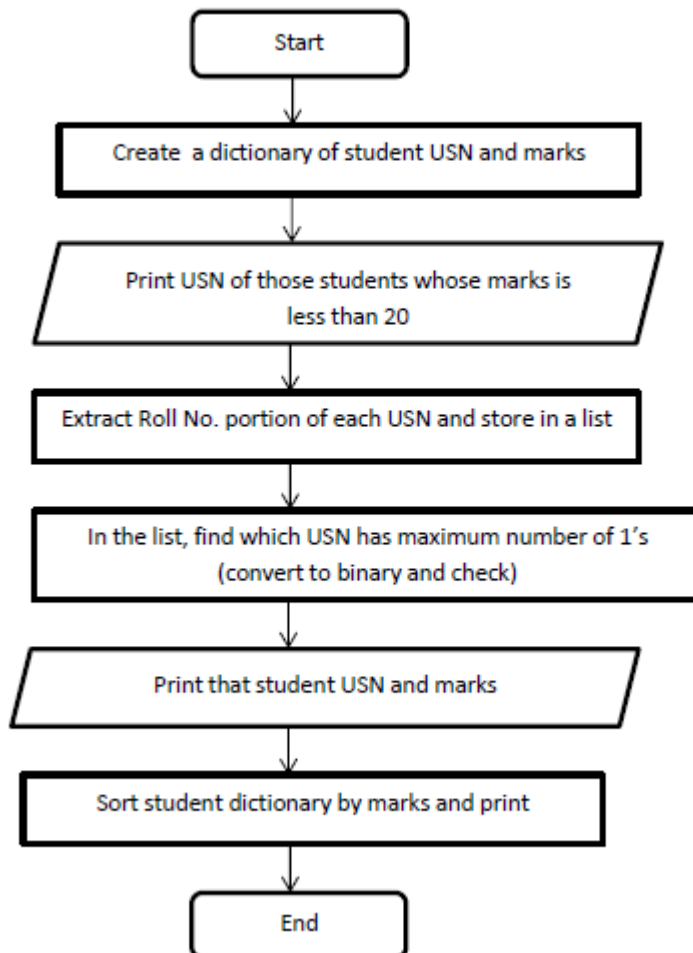 Start
Create  a dictionary of student USN and marks
Print USN of those students whose marks is
less than 20
Extract Roll No. portion of each USN and store in a list
In the list, find which USN has maximum number of 1’s
(convert to binary and check)
Print that student USN and marks
Sort student dictionary by marks and print
End